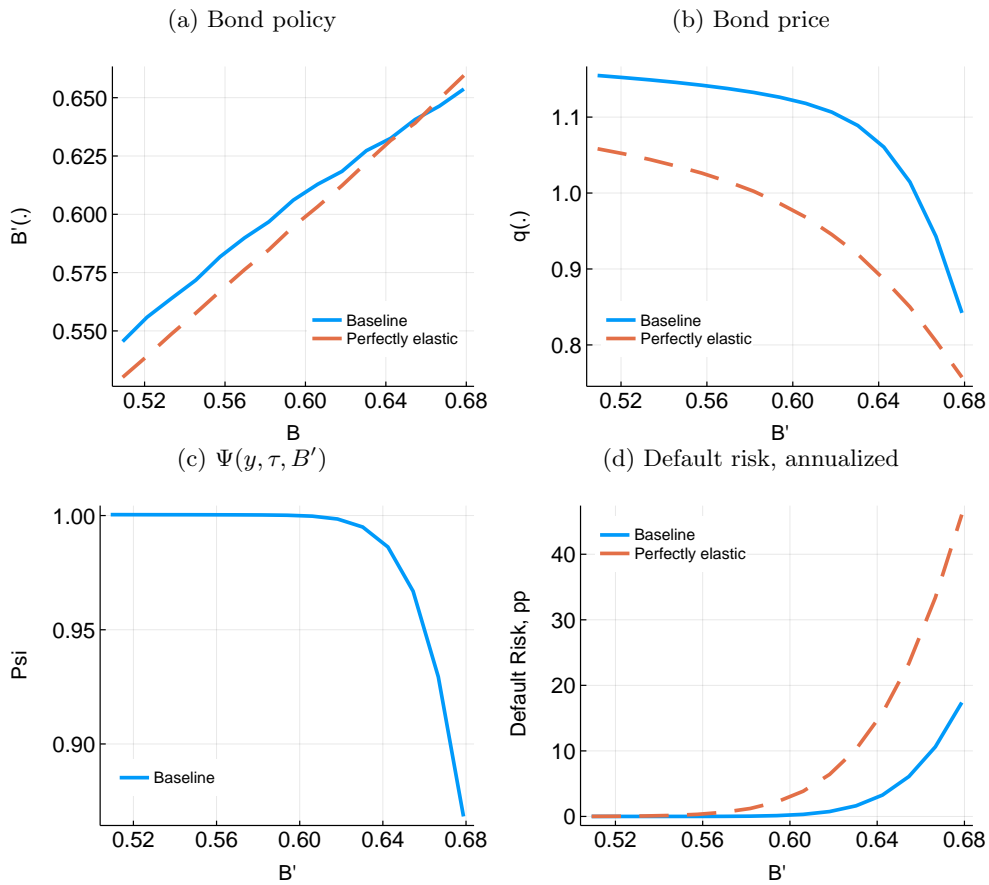 (a) Bond policy
B'(.)
0.650
0.625
0.600
0.575
0.550
Baseline
Perfectly elastic
0.52 0.56 0.60 0.64 0.68
B
(b) Bond price
q(.)
1.1
1.0
0.9
0.8
Baseline
Perfectly elastic
0.52 0.56 0.60 0.64 0.68
B'
(c) Ψ(y, τ, B')
Psi
1.00
0.95
0.90
Baseline
0.52 0.56 0.60 0.64 0.68
B'
(d) Default risk, annualized
Default Risk, pp
Baseline
Perfectly elastic
40
30
20
10
0
0.52 0.56 0.60 0.64 0.68
B'